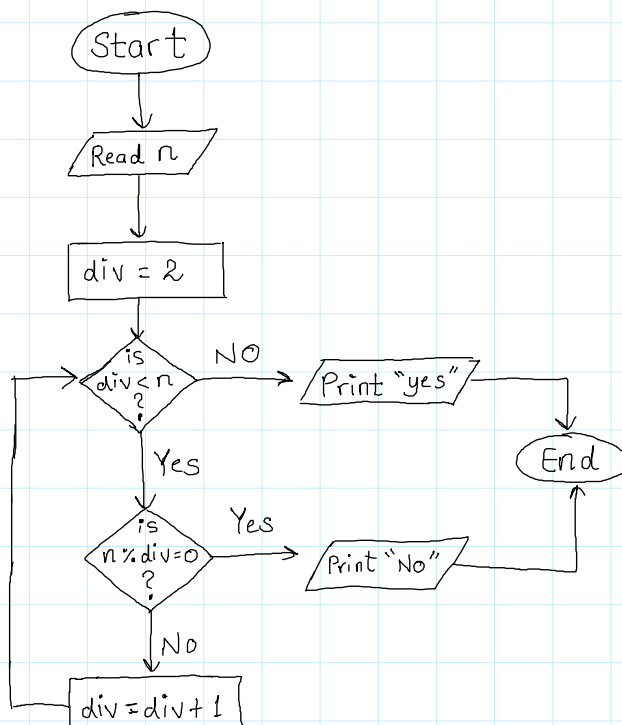 Start
Read n
div = 2
is
div < n
?
NO
Print "yes"
End
Yes
is
n % div = 0
?
Yes
Print "No"
No
div = div + 1